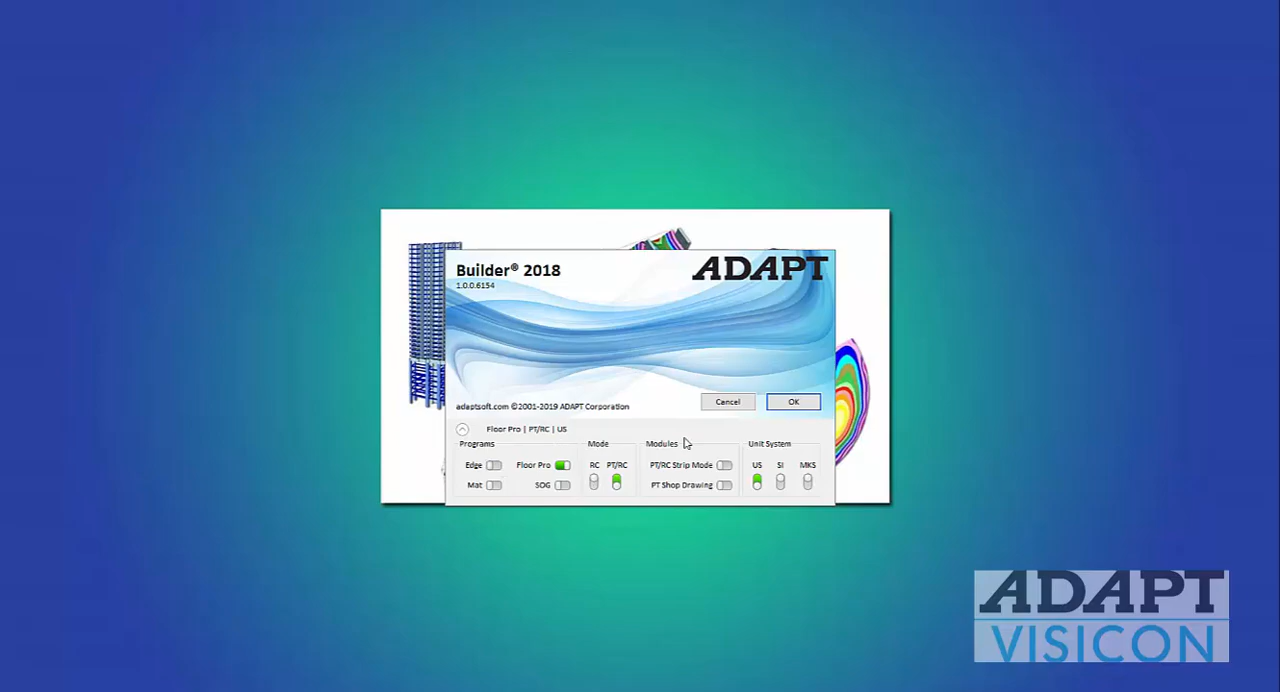 Builder® 2018
ADAPT
1.0.0.6154
adaptsoft.com ©2001-2019 ADAPT Corporation
Cancel
OK
Floor Pro | PT/RC | US
Programs
Mode
Modules
Unit System
Edge
Floor Pro
RC
PT/RC
PT/RC Strip Mode
US
SI
MKS
Mat
SOG
PT Shop Drawing
ADAPT
VISICON